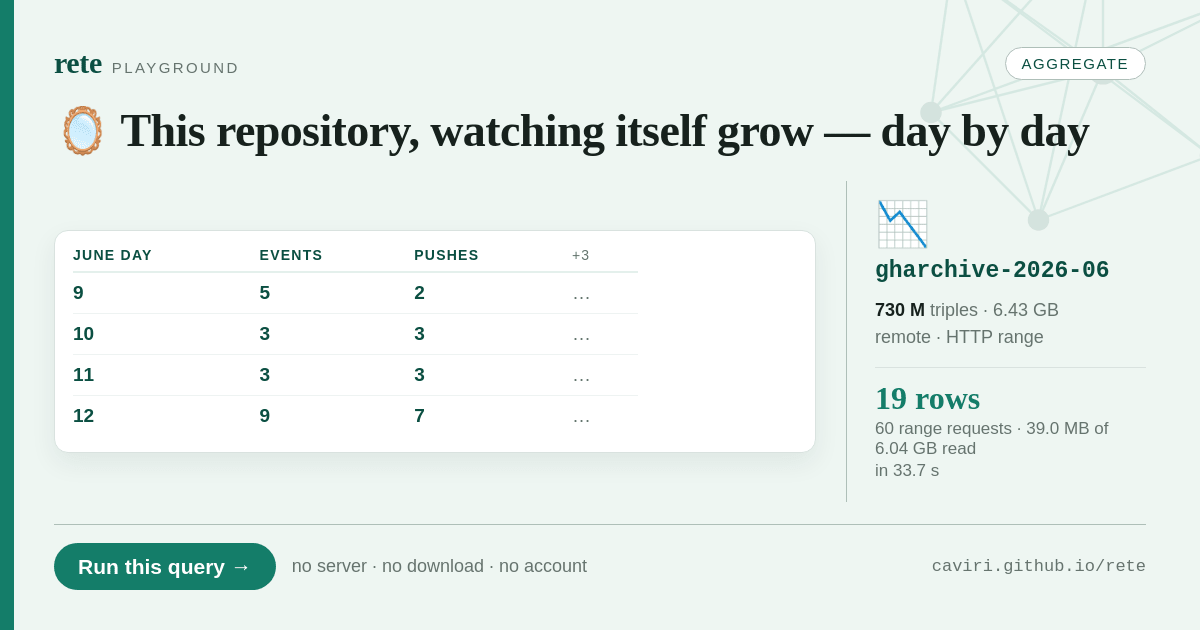 rete PLAYGROUND
AGGREGATE
This repository, watching itself grow — day by day
JUNE DAY EVENTS PUSHES +3
9 5 2 …
10 3 3 …
11 3 3 …
12 9 7 …
gharchive-2026-06
730 M triples · 6.43 GB
remote · HTTP range
19 rows
60 range requests · 39.0 MB of
6.04 GB read
in 33.7 s
Run this query →
no server · no download · no account
caviri.github.io/rete